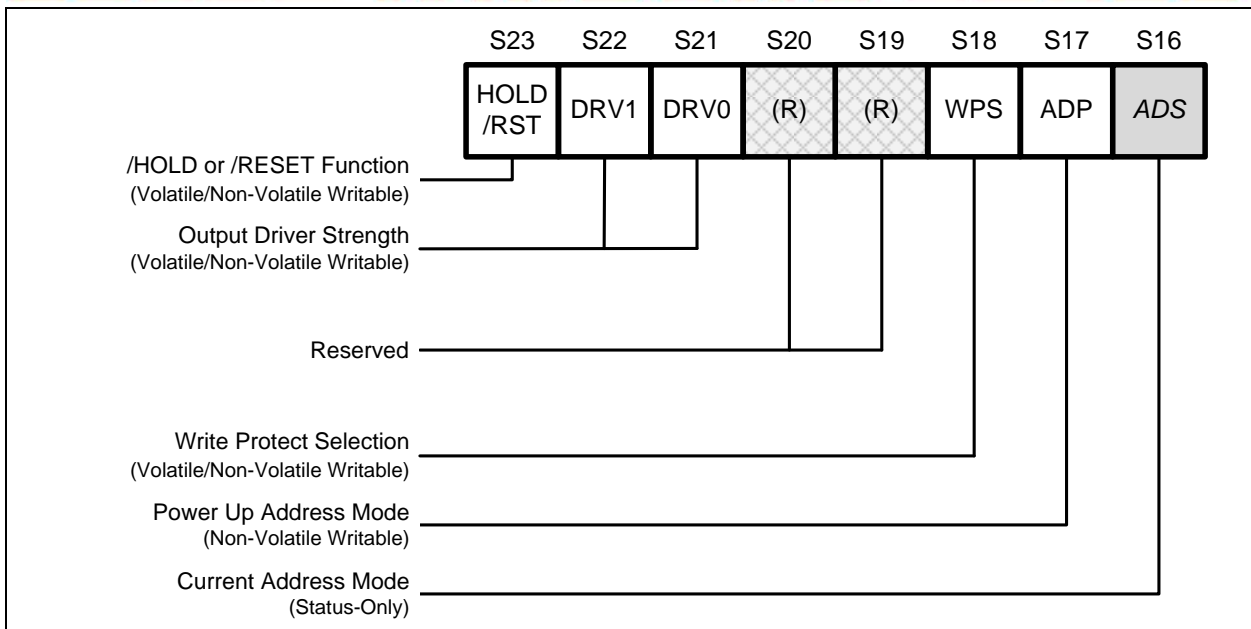 S23 S22 S21 S20 S19 S18 S17 S16
HOLD
/RST DRV1 DRV0 (R) (R) WPS ADP ADS
/HOLD or /RESET Function
(Volatile/Non-Volatile Writable)
Output Driver Strength
(Volatile/Non-Volatile Writable)
Reserved
Write Protect Selection
(Volatile/Non-Volatile Writable)
Power Up Address Mode
(Non-Volatile Writable)
Current Address Mode
(Status-Only)